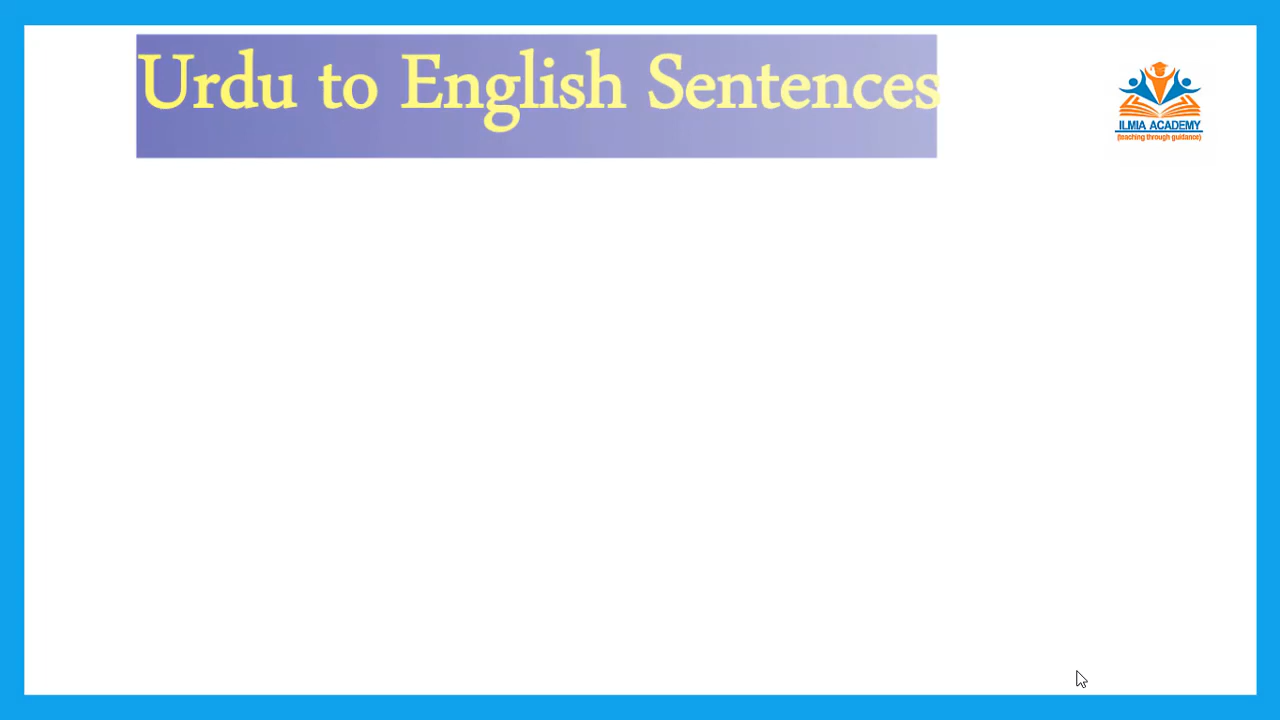 Urdu to English Sentences
ILMIA ACADEMY
(teaching through guidance)